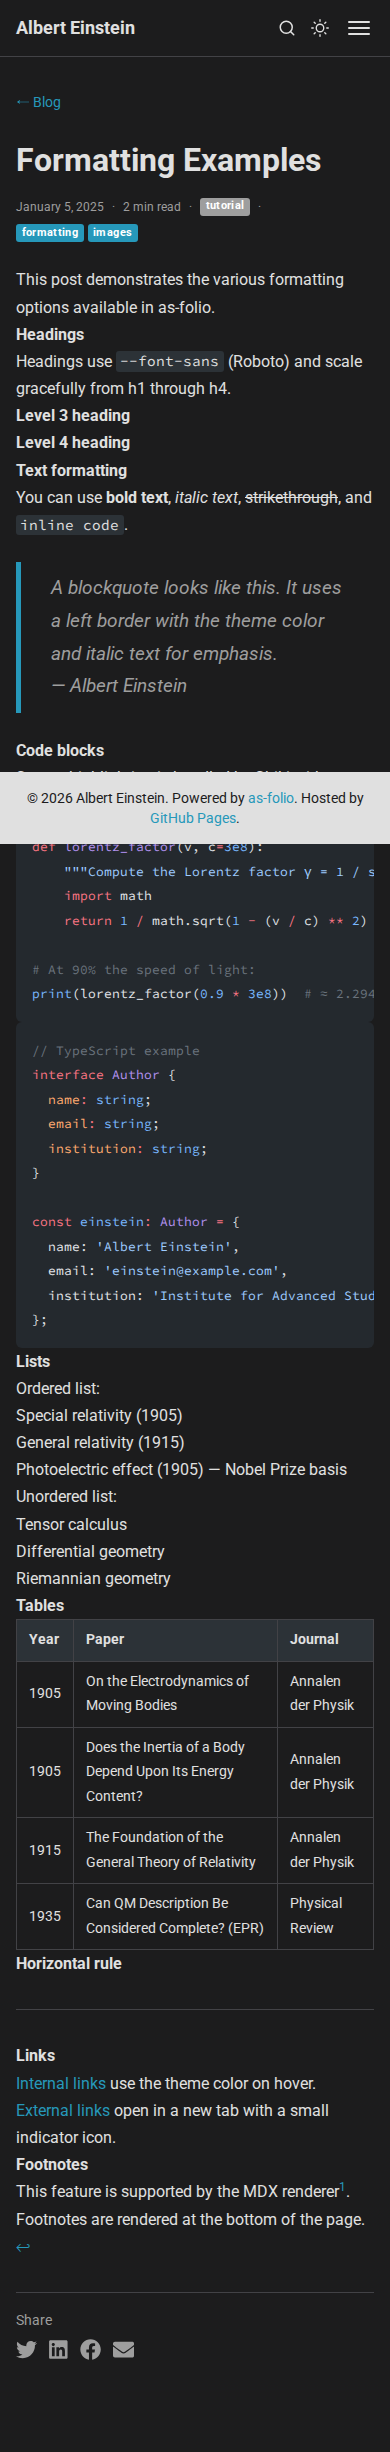 Albert Einstein
← Blog
Formatting Examples
January 5, 2025 · 2 min read · tutorial ·
formatting images
This post demonstrates the various formatting
options available in as-folio.
Headings
Headings use --font-sans (Roboto) and scale
gracefully from h1 through h4.
Level 3 heading
Level 4 heading
Text formatting
You can use bold text, italic text, strikethrough, and
inline code.
A blockquote looks like this. It uses
a left border with the theme color
and italic text for emphasis.
— Albert Einstein
Code blocks
© 2026 Albert Einstein. Powered by as-folio. Hosted by
GitHub Pages.
def lorentz_factor(v, c=3e8):
"""Compute the Lorentz factor γ = 1 / s
import math
return 1 / math.sqrt(1 - (v / c) ** 2)
# At 90% the speed of light:
print(lorentz_factor(0.9 * 3e8)) # ≈ 2.294
// TypeScript example
interface Author {
name: string;
email: string;
institution: string;
}
const einstein: Author = {
name: 'Albert Einstein',
email: 'einstein@example.com',
institution: 'Institute for Advanced Stud
};
Lists
Ordered list:
Special relativity (1905)
General relativity (1915)
Photoelectric effect (1905) — Nobel Prize basis
Unordered list:
Tensor calculus
Differential geometry
Riemannian geometry
Tables
Year Paper Journal
1905 On the Electrodynamics of Moving Bodies Annalen der Physik
1905 Does the Inertia of a Body Depend Upon Its Energy Content? Annalen der Physik
1915 The Foundation of the General Theory of Relativity Annalen der Physik
1935 Can QM Description Be Considered Complete? (EPR) Physical Review
Horizontal rule
Links
Internal links use the theme color on hover.
External links open in a new tab with a small
indicator icon.
Footnotes
This feature is supported by the MDX renderer1.
Footnotes are rendered at the bottom of the page.
↩
Share